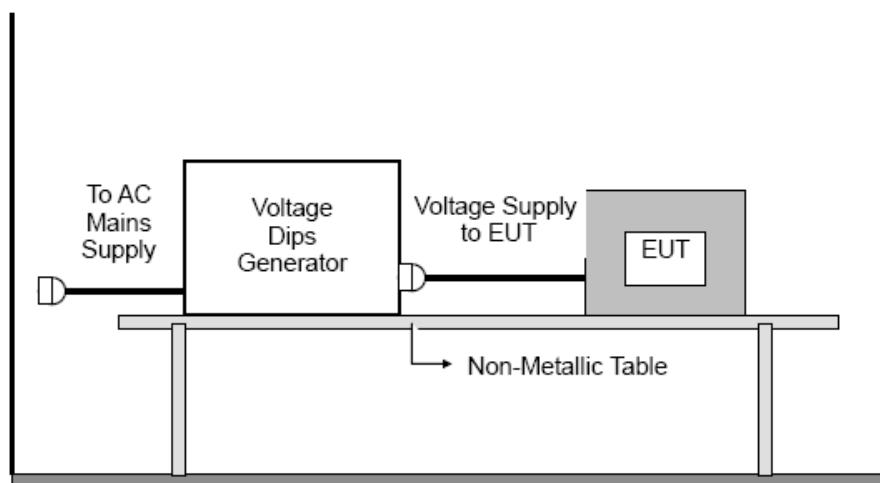 To AC
Mains
Supply
Voltage
Dips
Generator
Voltage Supply
to EUT
EUT
Non-Metallic Table